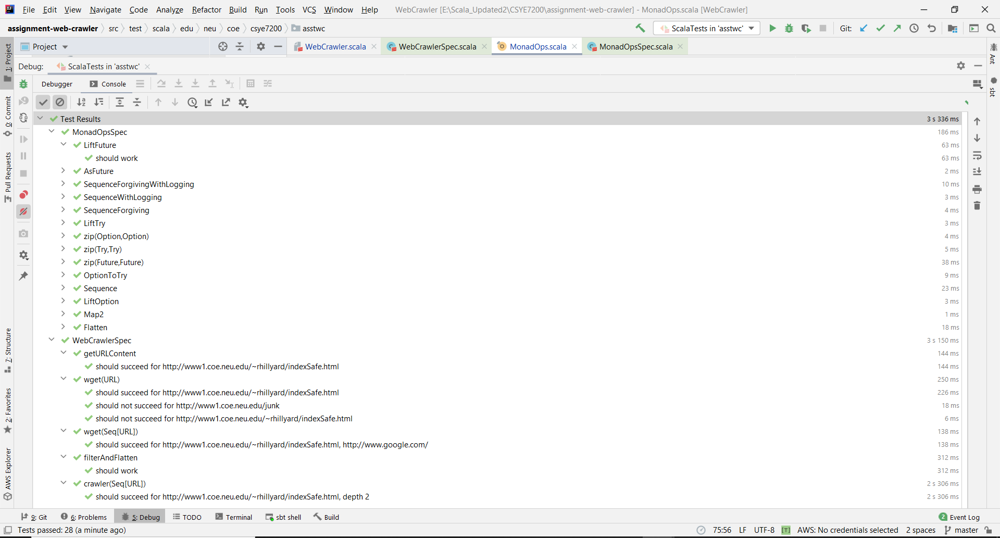 File Edit View Navigate Code Analyze Refactor Build Run Tools VCS Window Help WebCrawler [E:\Scala_Updated2\CSYE7200\assignment-web-crawler] - MonadOps.scala [WebCrawler]
assignment-web-crawler src test scala edu neu coe csye7200 asstwc ScalaTests in 'asstwc' Git:
Project WebCrawler.scala WebCrawlerSpec.scala MonadOps.scala MonadOpsSpec.scala
Debug: ScalaTests in 'asstwc'
Debugger Console
Test Results 3 s 336 ms
MonadOpsSpec 186 ms
LiftFuture 63 ms
should work 63 ms
AsFuture 2 ms
SequenceForgivingWithLogging 10 ms
SequenceWithLogging 3 ms
SequenceForgiving 4 ms
LiftTry 3 ms
zip(Option,Option) 4 ms
zip(Try,Try) 5 ms
zip(Future,Future) 38 ms
OptionToTry 9 ms
Sequence 23 ms
LiftOption 3 ms
Map2 1 ms
Flatten 18 ms
WebCrawlerSpec 3 s 150 ms
getURLContent 144 ms
should succeed for http://www1.coe.neu.edu/~rhillyard/indexSafe.html 144 ms
wget(URL) 250 ms
should succeed for http://www1.coe.neu.edu/~rhillyard/indexSafe.html 226 ms
should not succeed for http://www1.coe.neu.edu/junk 18 ms
should not succeed for http://www1.coe.neu.edu/~rhillyard/indexSafe.html 6 ms
wget(Seq[URL]) 138 ms
should succeed for http://www1.coe.neu.edu/~rhillyard/indexSafe.html, http://www.google.com/ 138 ms
filterAndFlatten 312 ms
should work 312 ms
crawler(Seq[URL]) 2 s 306 ms
should succeed for http://www1.coe.neu.edu/~rhillyard/indexSafe.html, depth 2 2 s 306 ms
1: Project
0: Commit
Pull Requests
7: Structure
2: Favorites
AWS Explorer
Ant
sbt
9: Git 6: Problems 5: Debug TODO Terminal sbt shell Build 2 Event Log
Tests passed: 28 (a minute ago) 75:56 LF UTF-8 [T] AWS: No credentials selected 2 spaces master